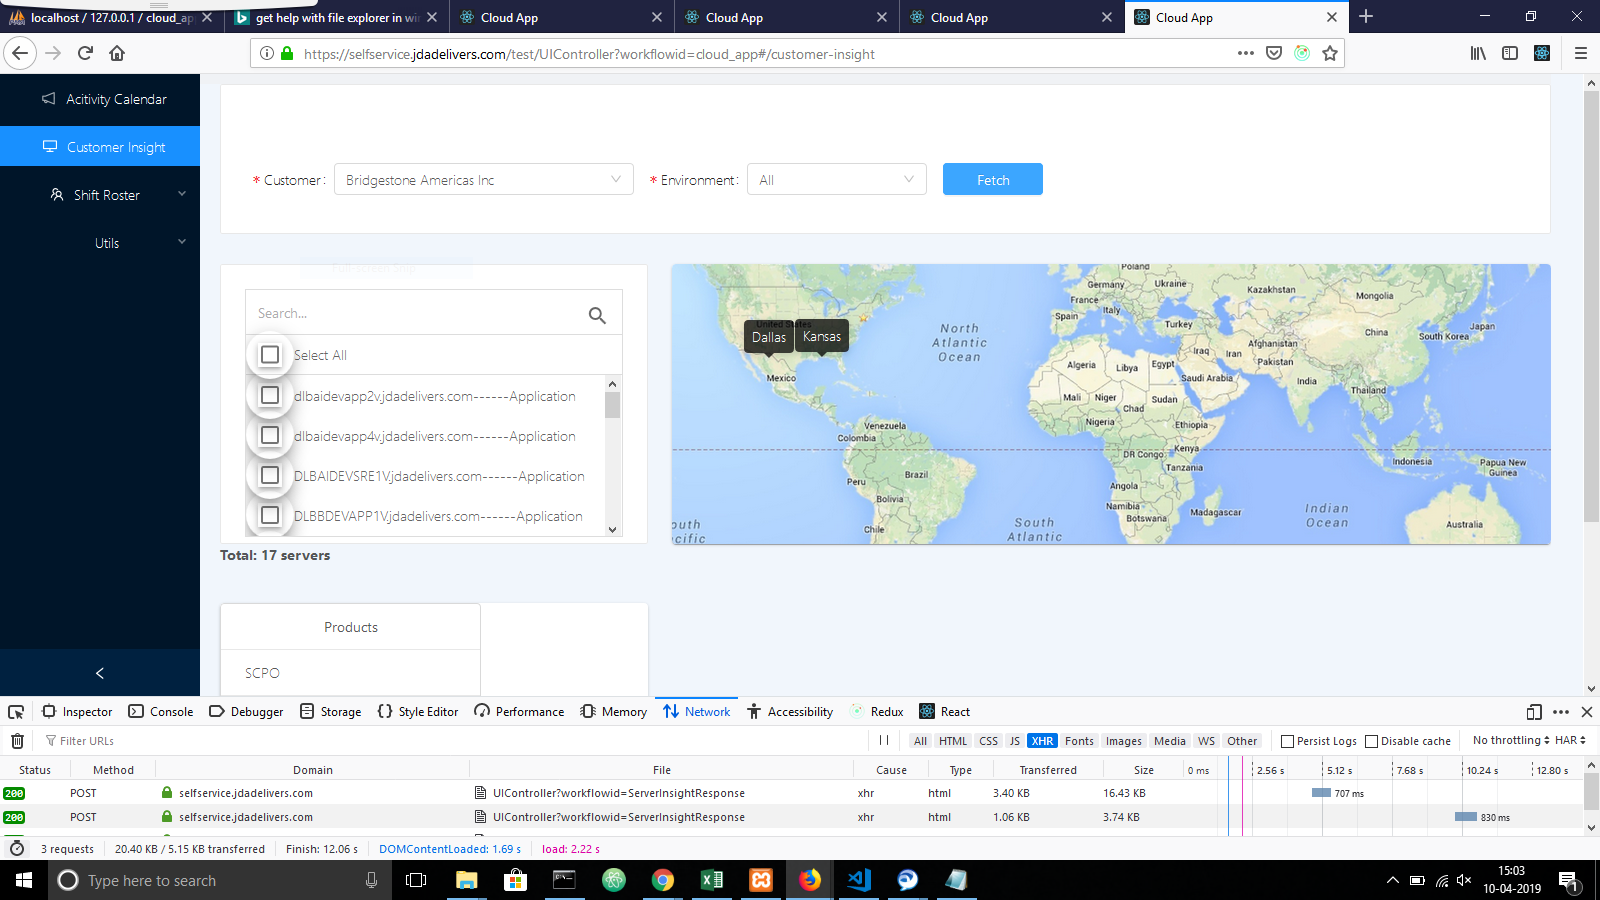 localhost / 127.0.0.1 / cloud_ap
get help with file explorer in win
Cloud App
Cloud App
Cloud App
Cloud App
https://selfservice.jdadelivers.com/test/UIController?workflowid=cloud_app#/customer-insight
Acitivity Calendar
Customer Insight
Shift Roster
Utils
* Customer: Bridgestone Americas Inc
* Environment: All
Fetch
Search...
Select All
dlbaidevapp2v.jdadelivers.com------Application
dlbaidevapp4v.jdadelivers.com------Application
DLBAIDEVSRE1V.jdadelivers.com------Application
DLBBDEVAPP1V.jdadelivers.com------Application
Total: 17 servers
Products
SCPO
United States
Dallas
Kansas
Mexico
North Atlantic Ocean
Venezuela
Colombia
Brazil
Peru
Bolivia
Chile
South Atlantic
Poland
Germany
Ukraine
France
Italy
Spain
Turkey
Kazakhstan
Mongolia
China
Japan
South Korea
Afghanistan
Iraq
Iran
Pakistan
Algeria
Libya
Egypt
Saudi Arabia
India
Thailand
Mali
Niger
Chad
Sudan
Nigeria
Ethiopia
Kenya
DR Congo
Tanzania
Angola
Namibia
Botswana
Madagascar
Indian Ocean
Indonesia
Papua New Guinea
Australia
Inspector
Console
Debugger
Storage
{} Style Editor
Performance
Memory
Network
Accessibility
Redux
React
Filter URLs
All HTML CSS JS XHR Fonts Images Media WS Other
Persist Logs
Disable cache
No throttling
HAR
Status Method Domain File Cause Type Transferred Size 0 ms 2.56 s 5.12 s 7.68 s 10.24 s 12.80 s
200 POST selfservice.jdadelivers.com UIController?workflowid=ServerInsightResponse xhr html 3.40 KB 16.43 KB 707 ms
200 POST selfservice.jdadelivers.com UIController?workflowid=ServerInsightResponse xhr html 1.06 KB 3.74 KB 830 ms
3 requests 20.40 KB / 5.15 KB transferred Finish: 12.06 s DOMContentLoaded: 1.69 s load: 2.22 s
Type here to search
15:03
10-04-2019
1